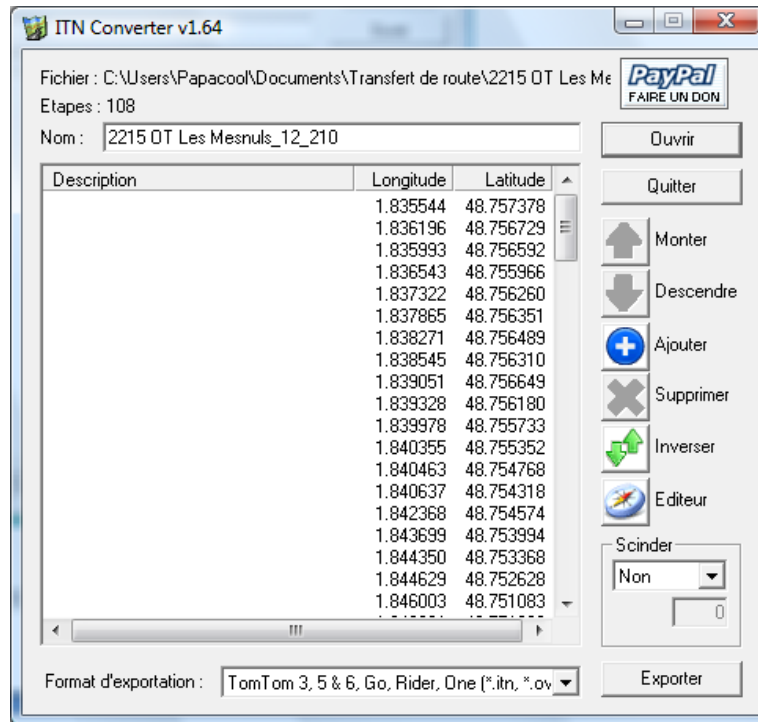 ITN Converter v1.64
Fichier : C:\Users\Papacool\Documents\Transfert de route\2215 OT Les Me
PayPal
FAIRE UN DON
Etapes : 108
Nom : 2215 OT Les Mesnuls_12_210
Ouvrir
Description Longitude Latitude
Quitter
1.835544 48.757378
1.836196 48.756729
1.835993 48.756592
Monter
1.836543 48.755966
1.837322 48.756260
Descendre
1.837865 48.756351
1.838271 48.756489
Ajouter
1.838545 48.756310
1.839051 48.756649
Supprimer
1.839328 48.756180
1.839978 48.755733
1.840355 48.755352
Inverser
1.840463 48.754768
1.840637 48.754318
Editeur
1.842368 48.754574
1.843699 48.753994
Scinder
1.844350 48.753368
1.844629 48.752628
Non
1.846003 48.751083
0
Format d'exportation : TomTom 3, 5 & 6, Go, Rider, One (*.itn, *.ov
Exporter